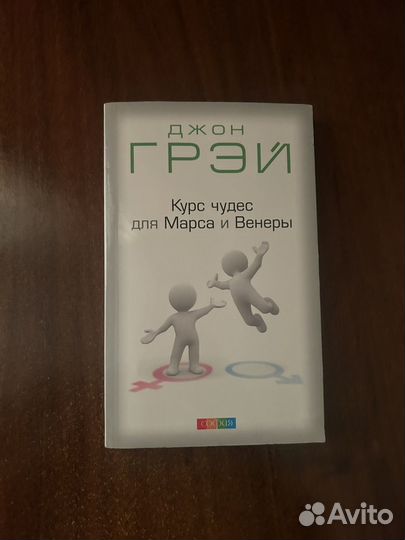 ДЖОН
ГРЭЙ
Курс чудес
для Марса и Венеры
СОФИЯ
Avito